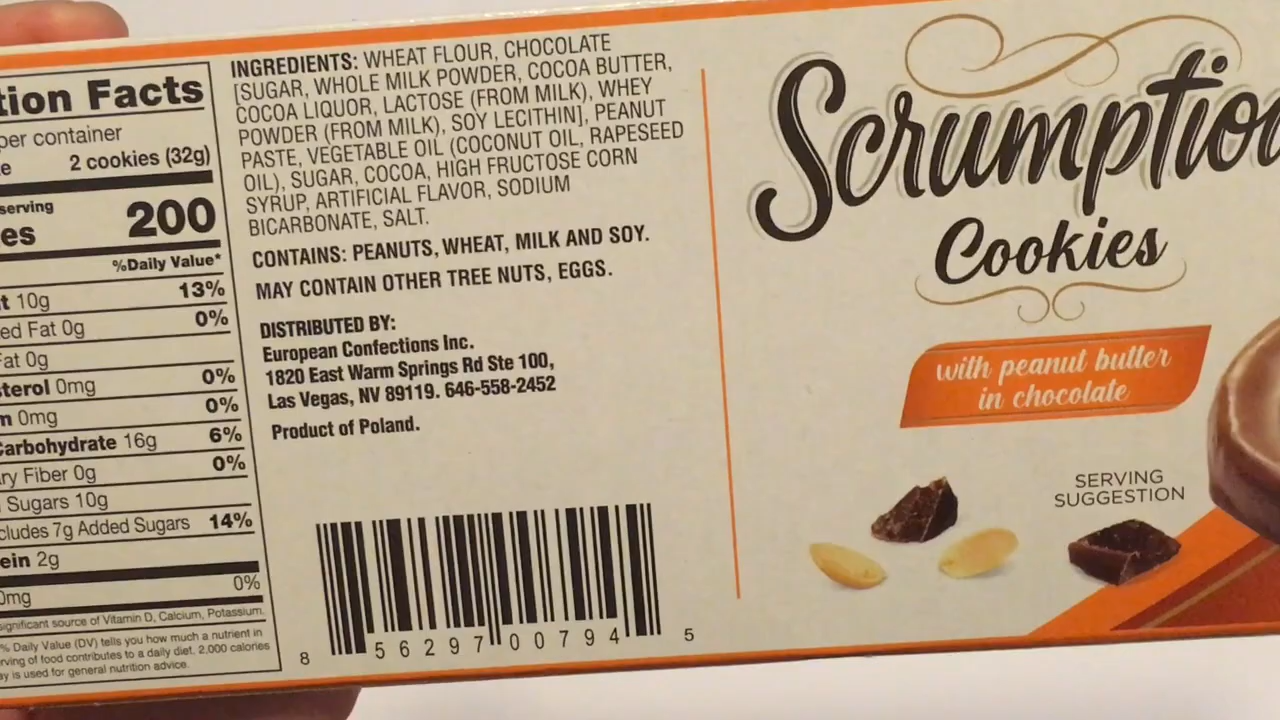 tion Facts
per container
2 cookies (32g)
serving
es 200
%Daily Value*
t 10g 13%
ed Fat 0g 0%
Fat 0g
sterol 0mg 0%
m 0mg 0%
Carbohydrate 16g 6%
ry Fiber 0g 0%
Sugars 10g
cludes 7g Added Sugars 14%
ein 2g
0mg 0%
significant source of Vitamin D, Calcium, Potassium.
% Daily Value (DV) tells you how much a nutrient in
rving of food contributes to a daily diet. 2,000 calories
ay is used for general nutrition advice.
INGREDIENTS: WHEAT FLOUR, CHOCOLATE
[SUGAR, WHOLE MILK POWDER, COCOA BUTTER,
COCOA LIQUOR, LACTOSE (FROM MILK), WHEY
POWDER (FROM MILK), SOY LECITHIN], PEANUT
PASTE, VEGETABLE OIL (COCONUT OIL, RAPESEED
OIL), SUGAR, COCOA, HIGH FRUCTOSE CORN
SYRUP, ARTIFICIAL FLAVOR, SODIUM
BICARBONATE, SALT.
CONTAINS: PEANUTS, WHEAT, MILK AND SOY.
MAY CONTAIN OTHER TREE NUTS, EGGS.
DISTRIBUTED BY:
European Confections Inc.
1820 East Warm Springs Rd Ste 100,
Las Vegas, NV 89119. 646-558-2452
Product of Poland.
8 56297 00794 5
Scrumptio
Cookies
with peanut butter
in chocolate
SERVING
SUGGESTION